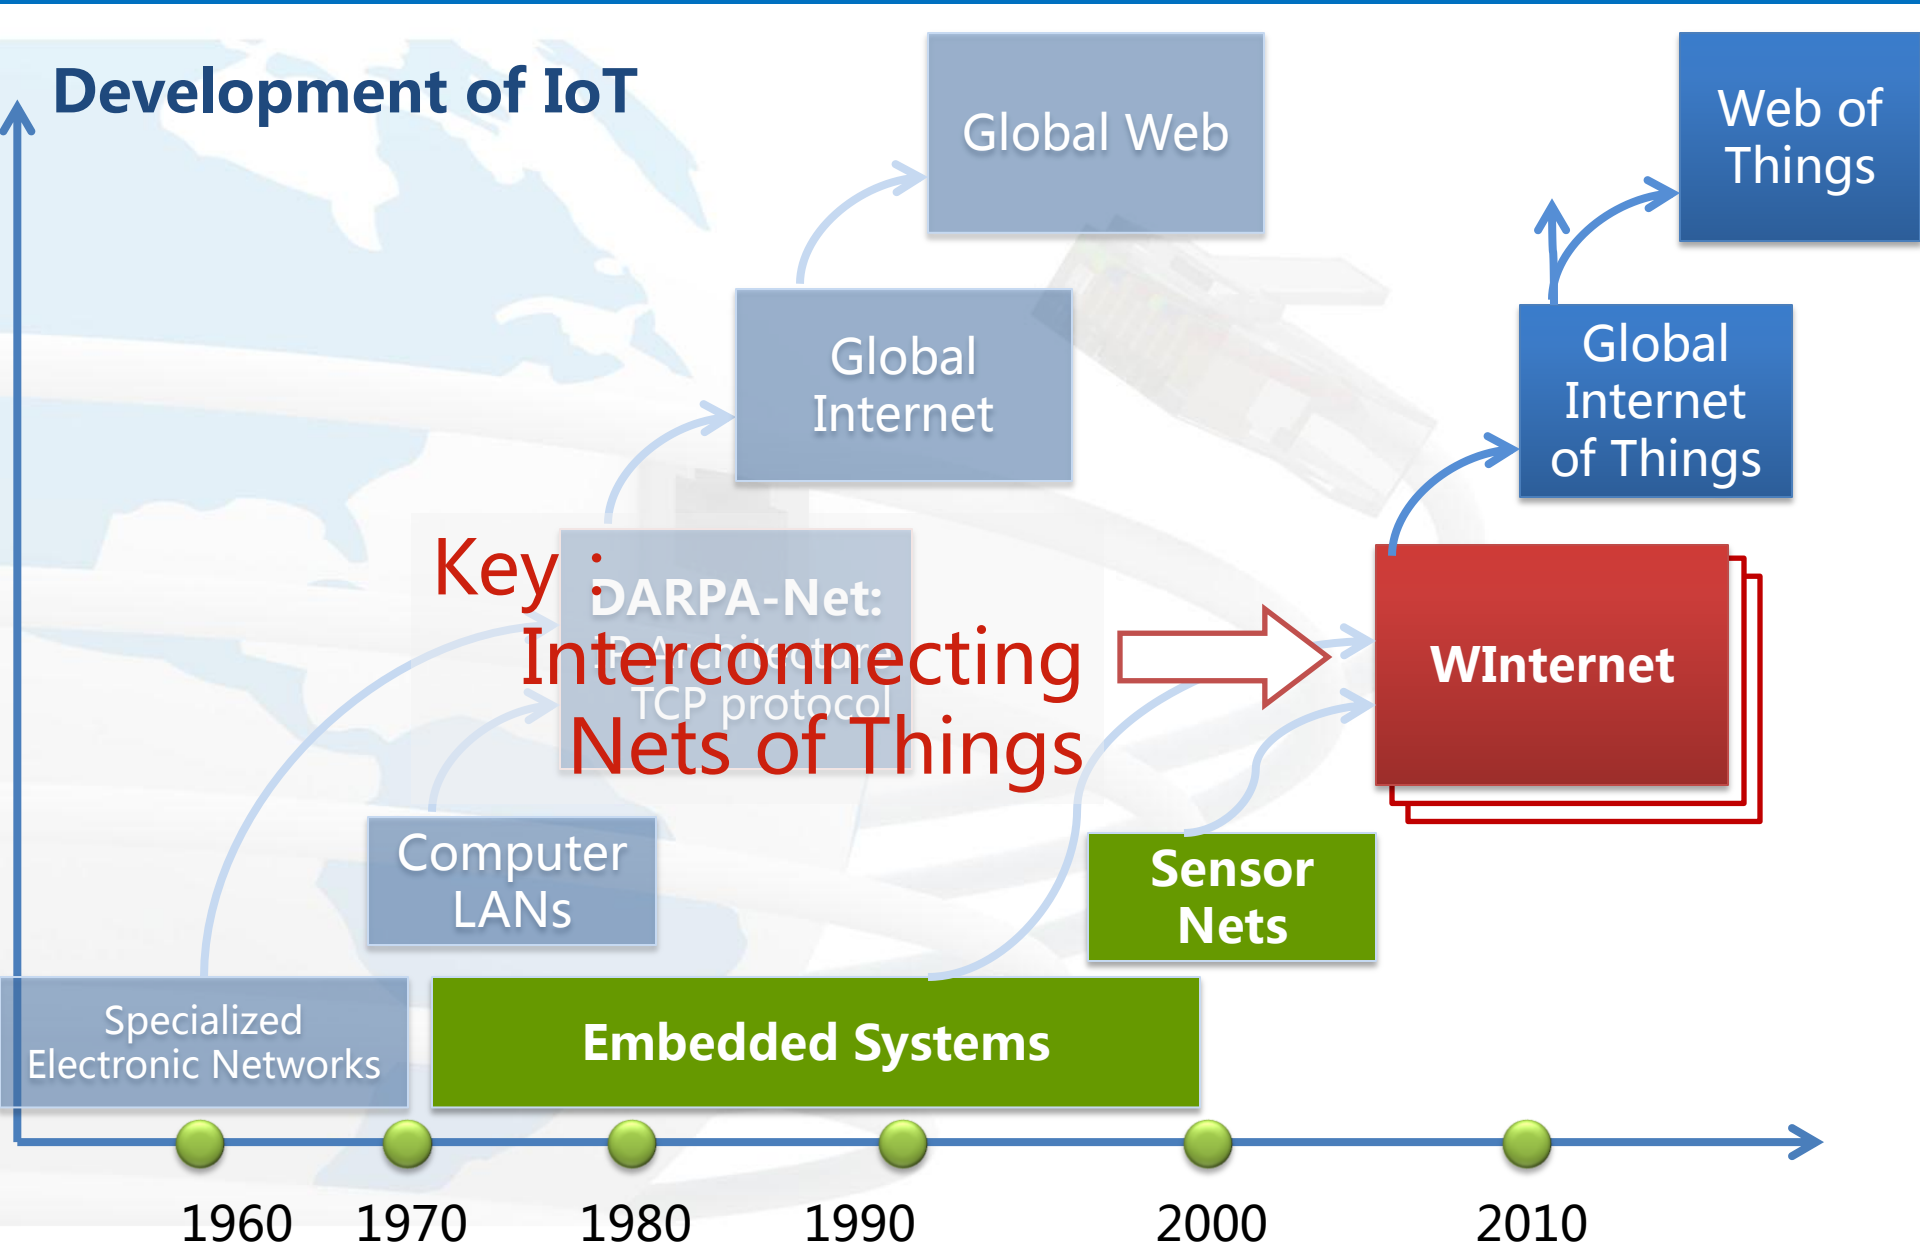 Development of IoT
Global Web
Web of
Things
Global
Internet
Global
Internet
of Things
Key :
Interconnecting
Nets of Things
DARPA-Net:
IP Architecture
TCP protocol
WInternet
Computer
LANs
Sensor
Nets
Specialized
Electronic Networks
Embedded Systems
1960 1970 1980 1990 2000 2010